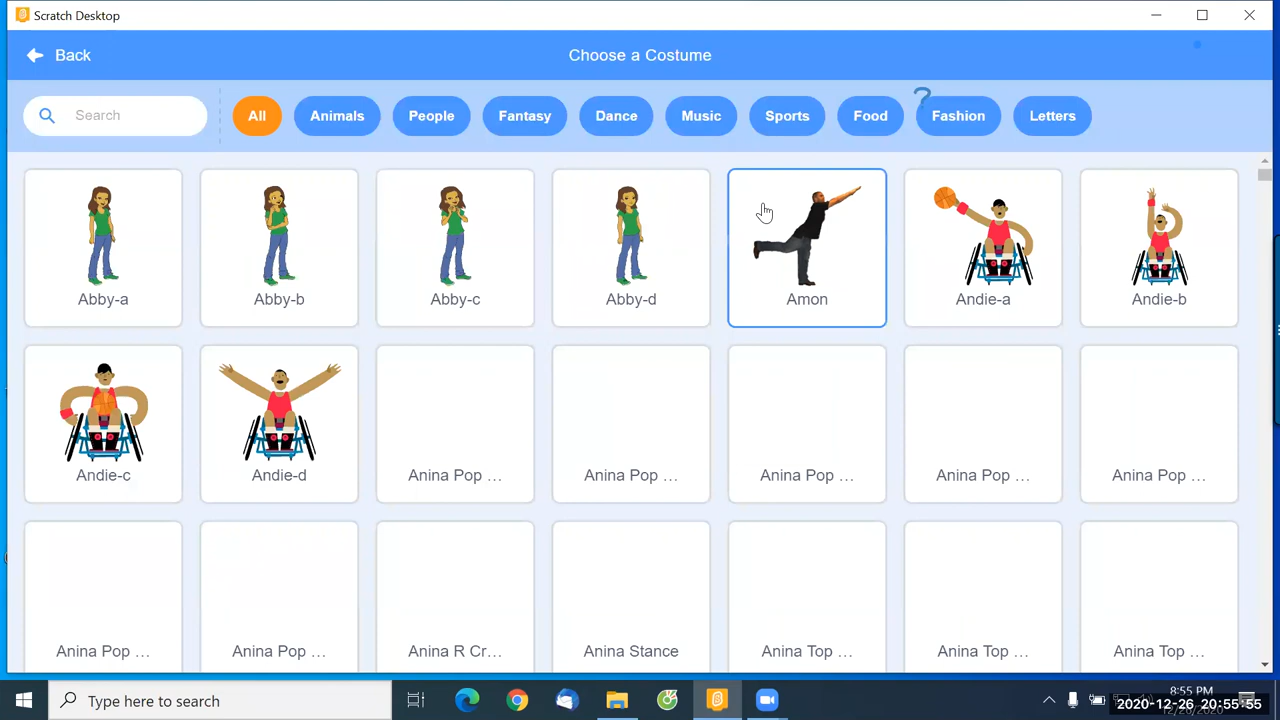 Scratch Desktop
Back
Choose a Costume
Search
All
Animals
People
Fantasy
Dance
Music
Sports
Food
?
Fashion
Letters
Abby-a
Abby-b
Abby-c
Abby-d
Amon
Andie-a
Andie-b
Andie-c
Andie-d
Anina Pop ...
Anina Pop ...
Anina Pop ...
Anina Pop ...
Anina Pop ...
Anina Pop ...
Anina Pop ...
Anina R Cr...
Anina Stance
Anina Top ...
Anina Top ...
Anina Top ...
Type here to search
8:55 PM
2020-12-26 20:55:55
12/26/2020